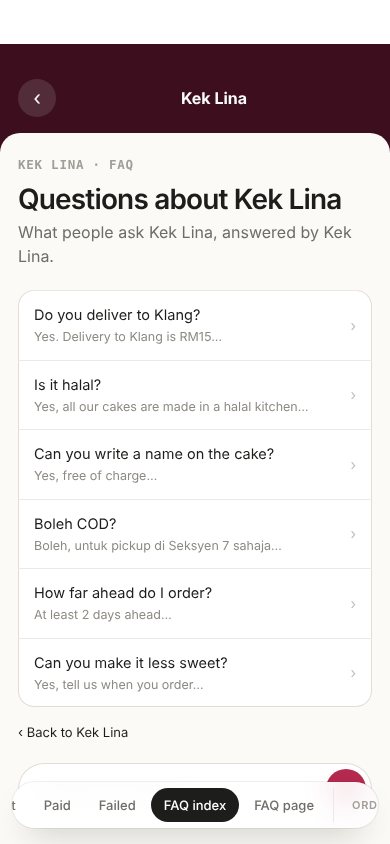 Kek Lina
KEK LINA · FAQ
Questions about Kek Lina
What people ask Kek Lina, answered by Kek
Lina.
Do you deliver to Klang?
Yes. Delivery to Klang is RM15...
Is it halal?
Yes, all our cakes are made in a halal kitchen...
Can you write a name on the cake?
Yes, free of charge...
Boleh COD?
Boleh, untuk pickup di Seksyen 7 sahaja...
How far ahead do I order?
At least 2 days ahead...
Can you make it less sweet?
Yes, tell us when you order...
‹ Back to Kek Lina
t Paid Failed FAQ index FAQ page ORD